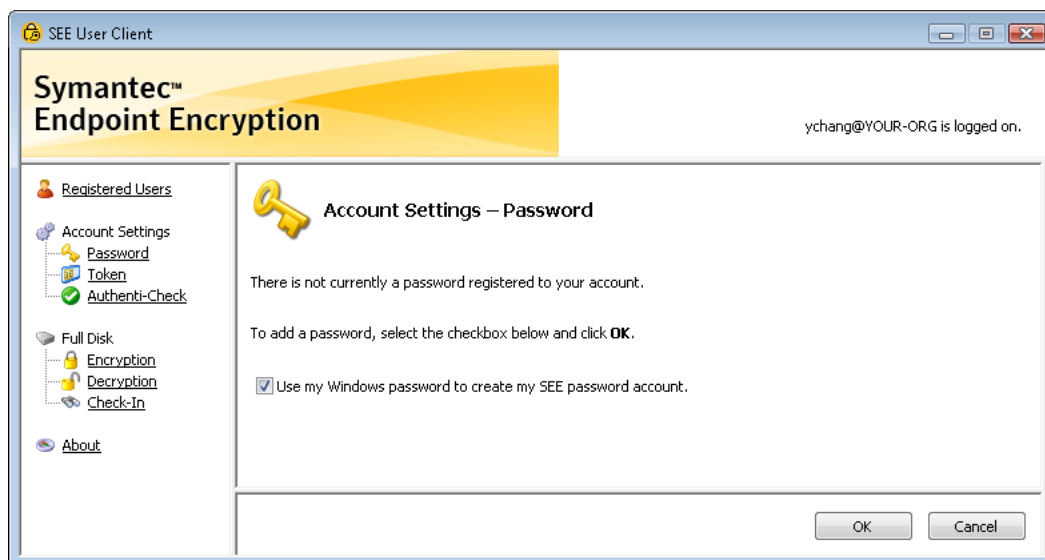 SEE User Client
Symantec™
Endpoint Encryption
ychang@YOUR-ORG is logged on.
Registered Users
Account Settings
Password
Token
Authenti-Check
Full Disk
Encryption
Decryption
Check-In
About
Account Settings – Password
There is not currently a password registered to your account.
To add a password, select the checkbox below and click OK.
Use my Windows password to create my SEE password account.
OK
Cancel